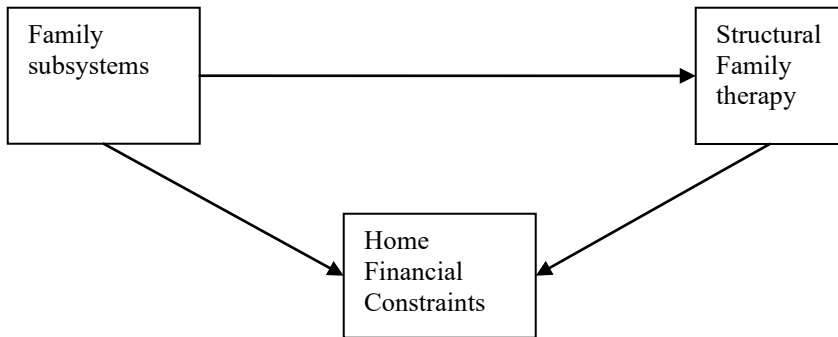 Family
subsystems
Structural
Family
therapy
Home
Financial
Constraints